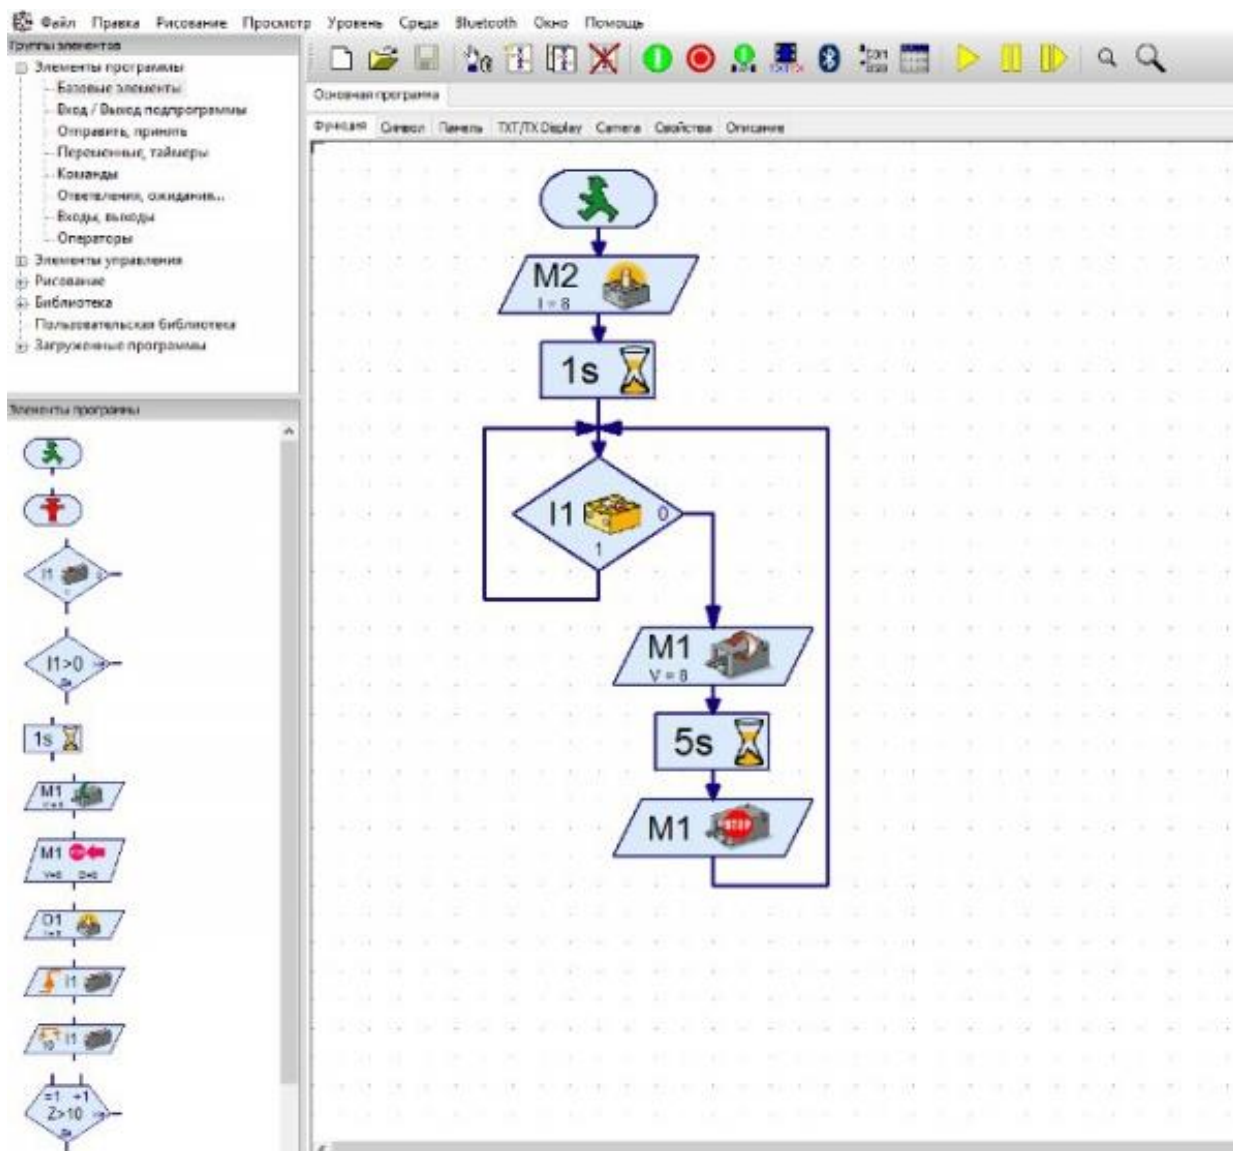 Файл Правка Рисование Просмотр Уровень Среда Bluetooth Окно Помощь
Группы элементов
Элементы программы
Базовые элементы
Вход / Выход подпрограммы
Отправить, принять
Переменные, таймеры
Команды
Ответвления, ожидания...
Входы, выходы
Операторы
Элементы управления
Рисование
Библиотека
Пользовательская библиотека
Загруженные программы
Элементы программы
I1
I1>0
1s
M1
M1
O1
I1
10 I1
=1 +1
Z>10
Основная программа
Функция Символ Панель TXT/TX Display Camera Свойства Описание
M2
I = 8
1s
I1 0
1
M1
V = 8
5s
M1 STOP